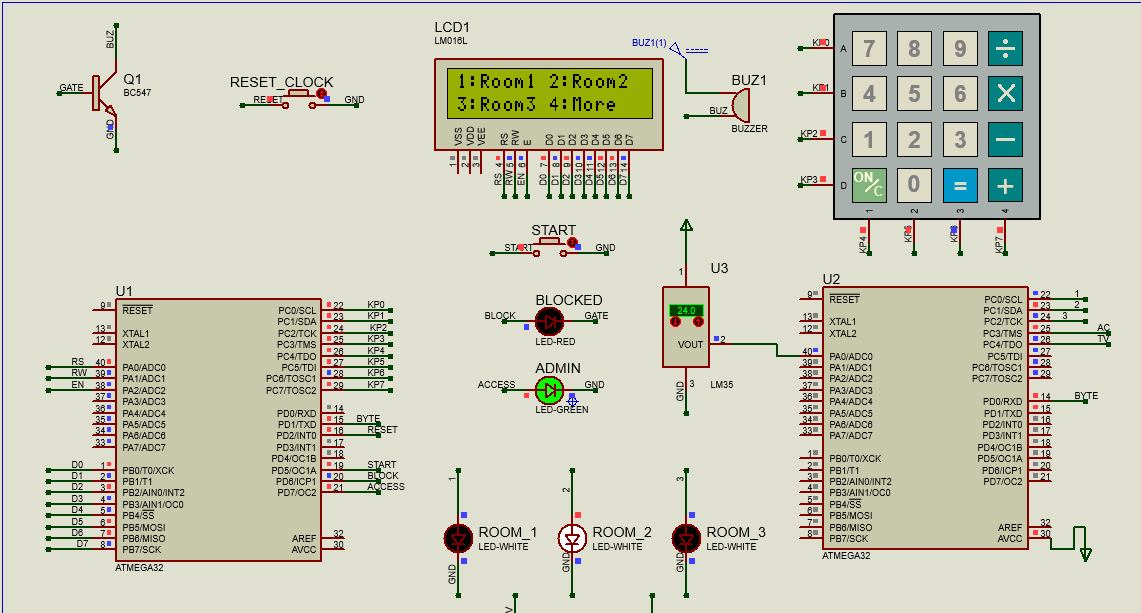 BUZ
GATE
Q1
BC547
GND
RESET_CLOCK
RESET
GND
LCD1
LM016L
1:Room1 2:Room2
3:Room3 4:More
VSS VDD VEE RS RW E D0 D1 D2 D3 D4 D5 D6 D7
1 2 3 4 5 6 7 8 9 10 11 12 13 14
RS RW EN D0 D1 D2 D3 D4 D5 D6 D7
BUZ1(1)
BUZ1
BUZ
BUZZER
KP0 A 7 8 9 ÷
KP1 B 4 5 6 ×
KP2 C 1 2 3 −
KP3 D ON/C 0 = +
1 2 3 4
KP4 KP5 KP6 KP7
START
START
GND
BLOCKED
BLOCK
GATE
LED-RED
ADMIN
ACCESS
GND
LED-GREEN
U3
1
24.0
VOUT
2
3
GND
LM35
U1
9 RESET PC0/SCL 22 KP0
PC1/SDA 23 KP1
13 XTAL1 PC2/TCK 24 KP2
12 XTAL2 PC3/TMS 25 KP3
PC4/TDO 26 KP4
RS 40 PA0/ADC0 PC5/TDI 27 KP5
RW 39 PA1/ADC1 PC6/TOSC1 28 KP6
EN 38 PA2/ADC2 PC7/TOSC2 29 KP7
37 PA3/ADC3
36 PA4/ADC4 PD0/RXD 14
35 PA5/ADC5 PD1/TXD 15 BYTE
34 PA6/ADC6 PD2/INT0 16 RESET
33 PA7/ADC7 PD3/INT1 17
PD4/OC1B 18
D0 1 PB0/T0/XCK PD5/OC1A 19 START
D1 2 PB1/T1 PD6/ICP1 20 BLOCK
D2 3 PB2/AIN0/INT2 PD7/OC2 21 ACCESS
D3 4 PB3/AIN1/OC0
D4 5 PB4/SS
D5 6 PB5/MOSI
D6 7 PB6/MISO AREF 32
D7 8 PB7/SCK AVCC 30
ATMEGA32
U2
9 RESET PC0/SCL 22 1
PC1/SDA 23 2
13 XTAL1 PC2/TCK 24 3
12 XTAL2 PC3/TMS 25 AC
PC4/TDO 26 TV
40 PA0/ADC0 PC5/TDI 27
39 PA1/ADC1 PC6/TOSC1 28
38 PA2/ADC2 PC7/TOSC2 29
37 PA3/ADC3
36 PA4/ADC4 PD0/RXD 14 BYTE
35 PA5/ADC5 PD1/TXD 15
34 PA6/ADC6 PD2/INT0 16
33 PA7/ADC7 PD3/INT1 17
PD4/OC1B 18
1 PB0/T0/XCK PD5/OC1A 19
2 PB1/T1 PD6/ICP1 20
3 PB2/AIN0/INT2 PD7/OC2 21
4 PB3/AIN1/OC0
5 PB4/SS
6 PB5/MOSI
7 PB6/MISO AREF 32
8 PB7/SCK AVCC 30
ATMEGA32
1
ROOM_1
LED-WHITE
GND
2
ROOM_2
LED-WHITE
GND
3
ROOM_3
LED-WHITE
GND